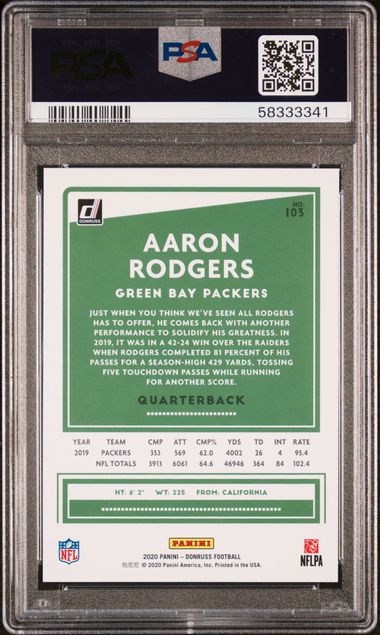 PSA
PSA
58333341
DONRUSS
NO.
103
AARON
RODGERS
GREEN BAY PACKERS
JUST WHEN YOU THINK WE'VE SEEN ALL RODGERS
HAS TO OFFER, HE COMES BACK WITH ANOTHER
PERFORMANCE TO SOLIDIFY HIS GREATNESS. IN
2019, IT WAS IN A 42-24 WIN OVER THE RAIDERS
WHEN RODGERS COMPLETED 81 PERCENT OF HIS
PASSES FOR A SEASON-HIGH 429 YARDS, TOSSING
FIVE TOUCHDOWN PASSES WHILE RUNNING
FOR ANOTHER SCORE.
QUARTERBACK
YEAR TEAM CMP ATT CMP% YDS TD INT RATE
2019 PACKERS 353 569 62.0 4002 26 4 95.4
NFL TOTALS 3913 6061 64.6 46946 364 84 102.4
HT: 6' 2" WT: 225 FROM: CALIFORNIA
NFL
PANINI
NFLPA
2020 PANINI – DONRUSS FOOTBALL
帕尼尼 © 2020 Panini America, Inc. Printed in the USA.